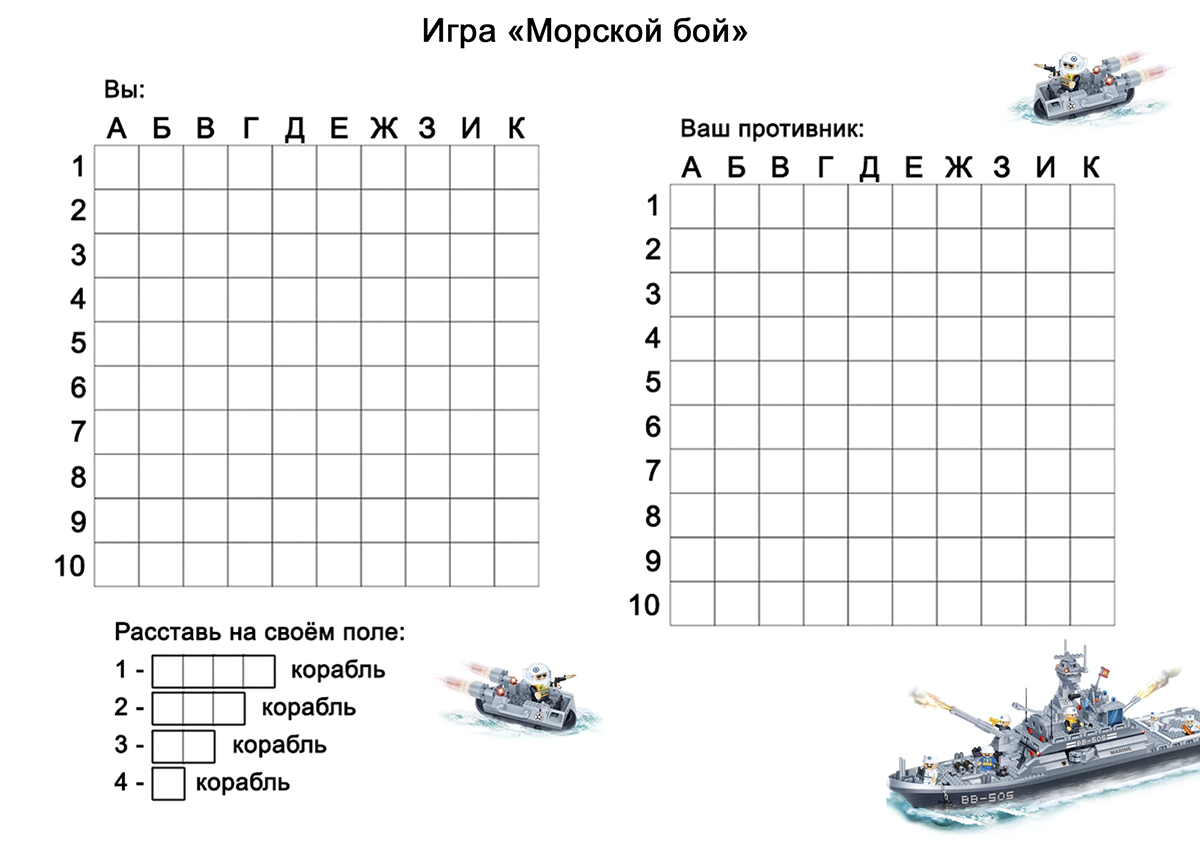 Игра «Морской бой»
Вы:
А Б В Г Д Е Ж З И К
1
2
3
4
5
6
7
8
9
10
Ваш противник:
А Б В Г Д Е Ж З И К
1
2
3
4
5
6
7
8
9
10
Расставь на своём поле:
1 - корабль
2 - корабль
3 - корабль
4 - корабль
BB-505
MARINE
BB-505